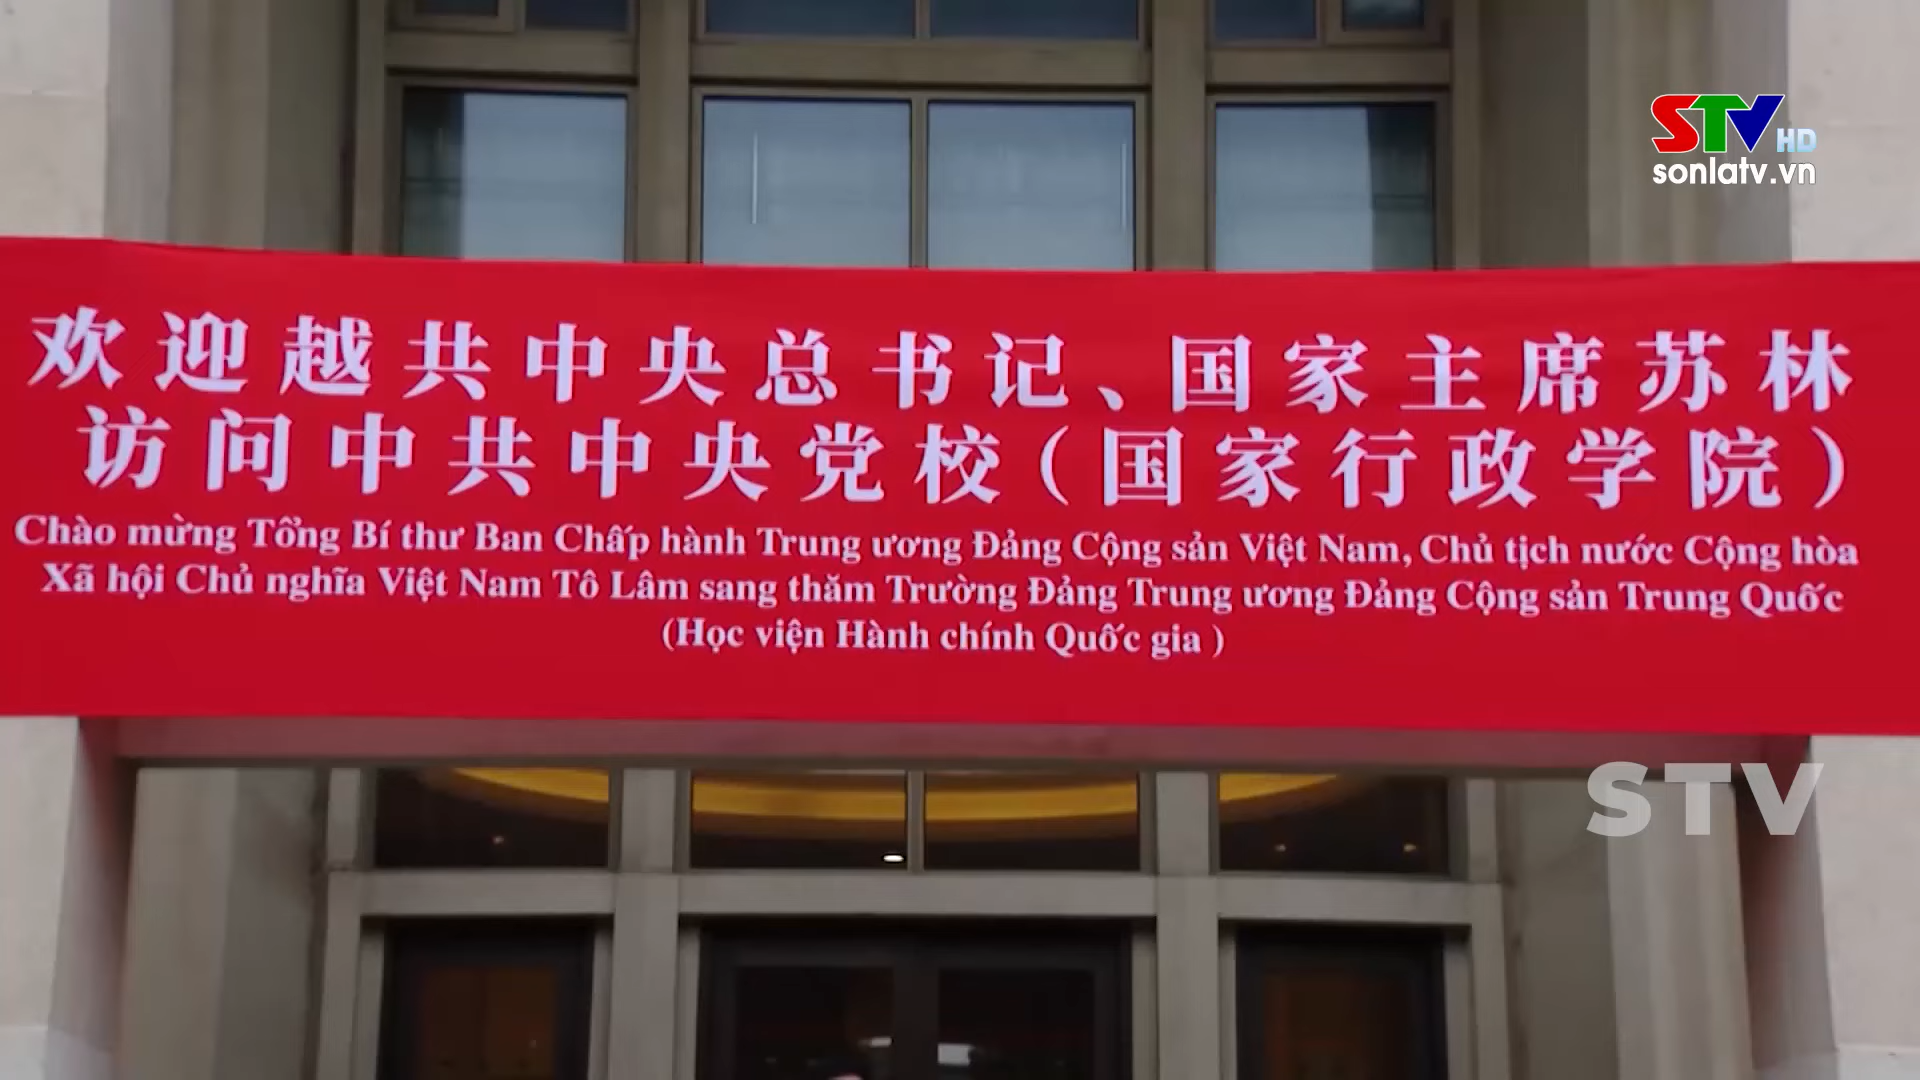 STV HD
sonlatv.vn
欢迎越共中央总书记、国家主席苏林
访问中共中央党校（国家行政学院）
Chào mừng Tổng Bí thư Ban Chấp hành Trung ương Đảng Cộng sản Việt Nam, Chủ tịch nước Cộng hòa
Xã hội Chủ nghĩa Việt Nam Tô Lâm sang thăm Trường Đảng Trung ương Đảng Cộng sản Trung Quốc
(Học viện Hành chính Quốc gia )
STV